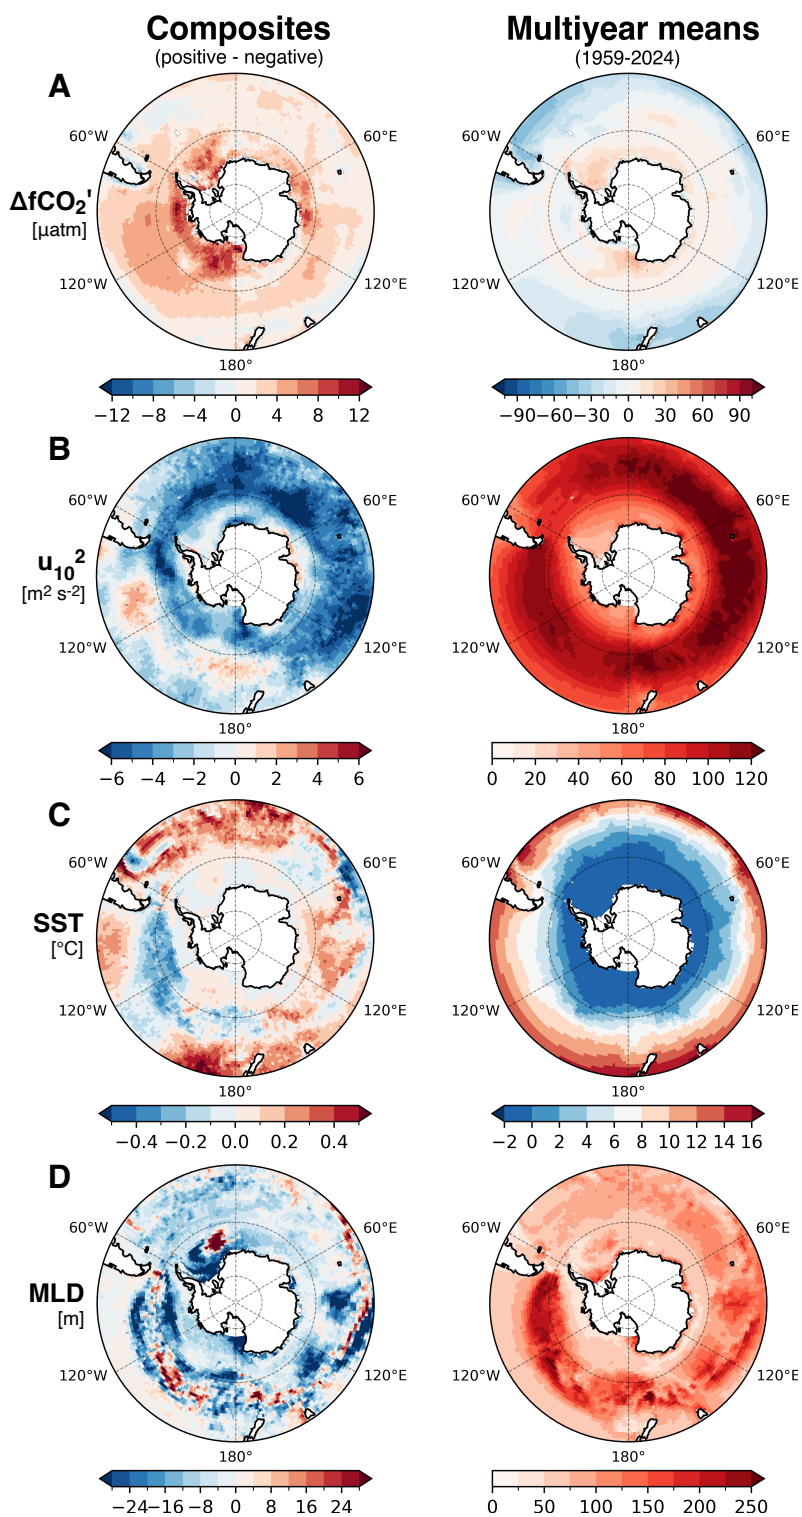 Composites
(positive - negative)
Multiyear means
(1959-2024)
A
60°W
60°E
60°W
60°E
ΔfCO₂'
[µatm]
120°W
120°E
120°W
120°E
180°
180°
−12 −8 −4 0 4 8 12
−90 −60 −30 0 30 60 90
B
60°W
60°E
60°W
60°E
u₁₀²
[m² s⁻²]
120°W
120°E
120°W
120°E
180°
180°
−6 −4 −2 0 2 4 6
0 20 40 60 80 100 120
C
60°W
60°E
60°W
60°E
SST
[°C]
120°W
120°E
120°W
120°E
180°
180°
−0.4 −0.2 0.0 0.2 0.4
−2 0 2 4 6 8 10 12 14 16
D
60°W
60°E
60°W
60°E
MLD
[m]
120°W
120°E
120°W
120°E
180°
180°
−24 −16 −8 0 8 16 24
0 50 100 150 200 250